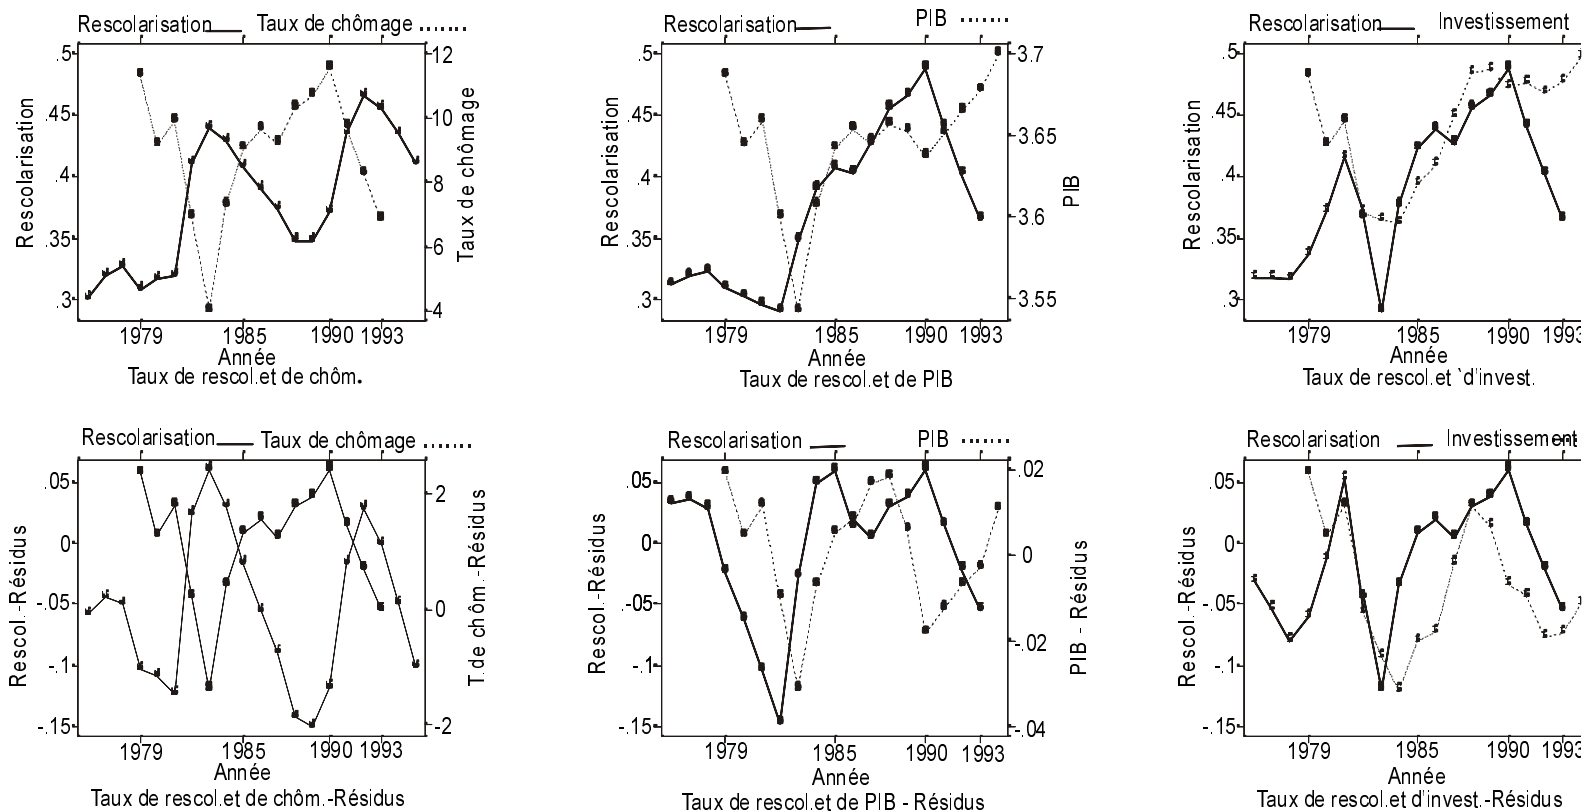 Rescolarisation Taux de chômage
.5 12
.45 10
.4 8
.35 6
.3 4
Rescolarisation
Taux de chômage
1979 1985 1990 1993
Année
Taux de rescol.et de chôm.
Rescolarisation PIB
.5 3.7
.45 3.65
.4
.35 3.6
.3 3.55
Rescolarisation
PIB
1979 1985 1990 1993
Année
Taux de rescol.et de PIB
Rescolarisation Investissement
.5
.45
.4
.35
.3
Rescolarisation
1979 1985 1990 1993
Année
Taux de rescol.et `d'invest.
Rescolarisation Taux de chômage
.05 2
0
-.05 0
-.1
-.15 -2
Rescol.-Résidus
T.de chôm.-Résidus
1979 1985 1990 1993
Année
Taux de rescol.et de chôm.-Résidus
Rescolarisation PIB
.05 .02
0 0
-.05
-.1 -.02
-.15 -.04
Rescol.-Résidus
PIB - Résidus
1979 1985 1990 1993
Année
Taux de rescol.et de PIB - Résidus
Rescolarisation Investissement
.05
0
-.05
-.1
-.15
Rescol.-Résidus
1979 1985 1990 1993
Année
Taux de rescol.et d'invest.-Résidus